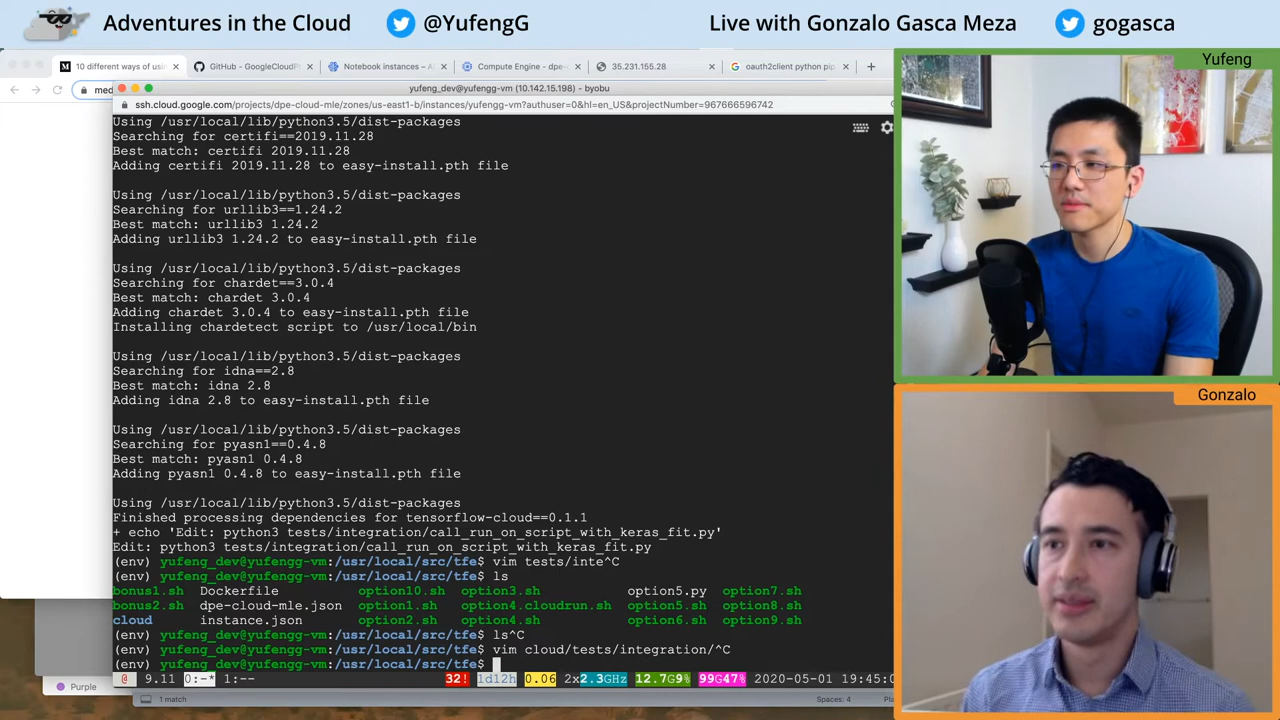 Adventures in the Cloud
@YufengG
Live with Gonzalo Gasca Meza
gogasca
10 different ways of usin
GitHub - GoogleCloudPl
Notebook instances – A
Compute Engine - dpe-
35.231.155.28
oauth2client python pip
med
yufeng_dev@yufengg-vm (10.142.15.198) - byobu
ssh.cloud.google.com/projects/dpe-cloud-mle/zones/us-east1-b/instances/yufengg-vm?authuser=0&hl=en_US&projectNumber=967666596742
Using /usr/local/lib/python3.5/dist-packages
Searching for certifi==2019.11.28
Best match: certifi 2019.11.28
Adding certifi 2019.11.28 to easy-install.pth file
Using /usr/local/lib/python3.5/dist-packages
Searching for urllib3==1.24.2
Best match: urllib3 1.24.2
Adding urllib3 1.24.2 to easy-install.pth file
Using /usr/local/lib/python3.5/dist-packages
Searching for chardet==3.0.4
Best match: chardet 3.0.4
Adding chardet 3.0.4 to easy-install.pth file
Installing chardetect script to /usr/local/bin
Using /usr/local/lib/python3.5/dist-packages
Searching for idna==2.8
Best match: idna 2.8
Adding idna 2.8 to easy-install.pth file
Using /usr/local/lib/python3.5/dist-packages
Searching for pyasn1==0.4.8
Best match: pyasn1 0.4.8
Adding pyasn1 0.4.8 to easy-install.pth file
Using /usr/local/lib/python3.5/dist-packages
Finished processing dependencies for tensorflow-cloud==0.1.1
+ echo 'Edit: python3 tests/integration/call_run_on_script_with_keras_fit.py'
Edit: python3 tests/integration/call_run_on_script_with_keras_fit.py
(env) yufeng_dev@yufengg-vm:/usr/local/src/tfe$ vim tests/inte^C
(env) yufeng_dev@yufengg-vm:/usr/local/src/tfe$ ls
bonus1.sh Dockerfile option10.sh option3.sh option5.py option7.sh
bonus2.sh dpe-cloud-mle.json option1.sh option4.cloudrun.sh option5.sh option8.sh
cloud instance.json option2.sh option4.sh option6.sh option9.sh
(env) yufeng_dev@yufengg-vm:/usr/local/src/tfe$ ls^C
(env) yufeng_dev@yufengg-vm:/usr/local/src/tfe$ vim cloud/tests/integration/^C
(env) yufeng_dev@yufengg-vm:/usr/local/src/tfe$
@ 9.11 0:-* 1:-- 32! 1d12h 0.06 2x2.3GHz 12.7G9% 99G47% 2020-05-01 19:45:0
Purple
1 match
Spaces: 4
Yufeng
Gonzalo